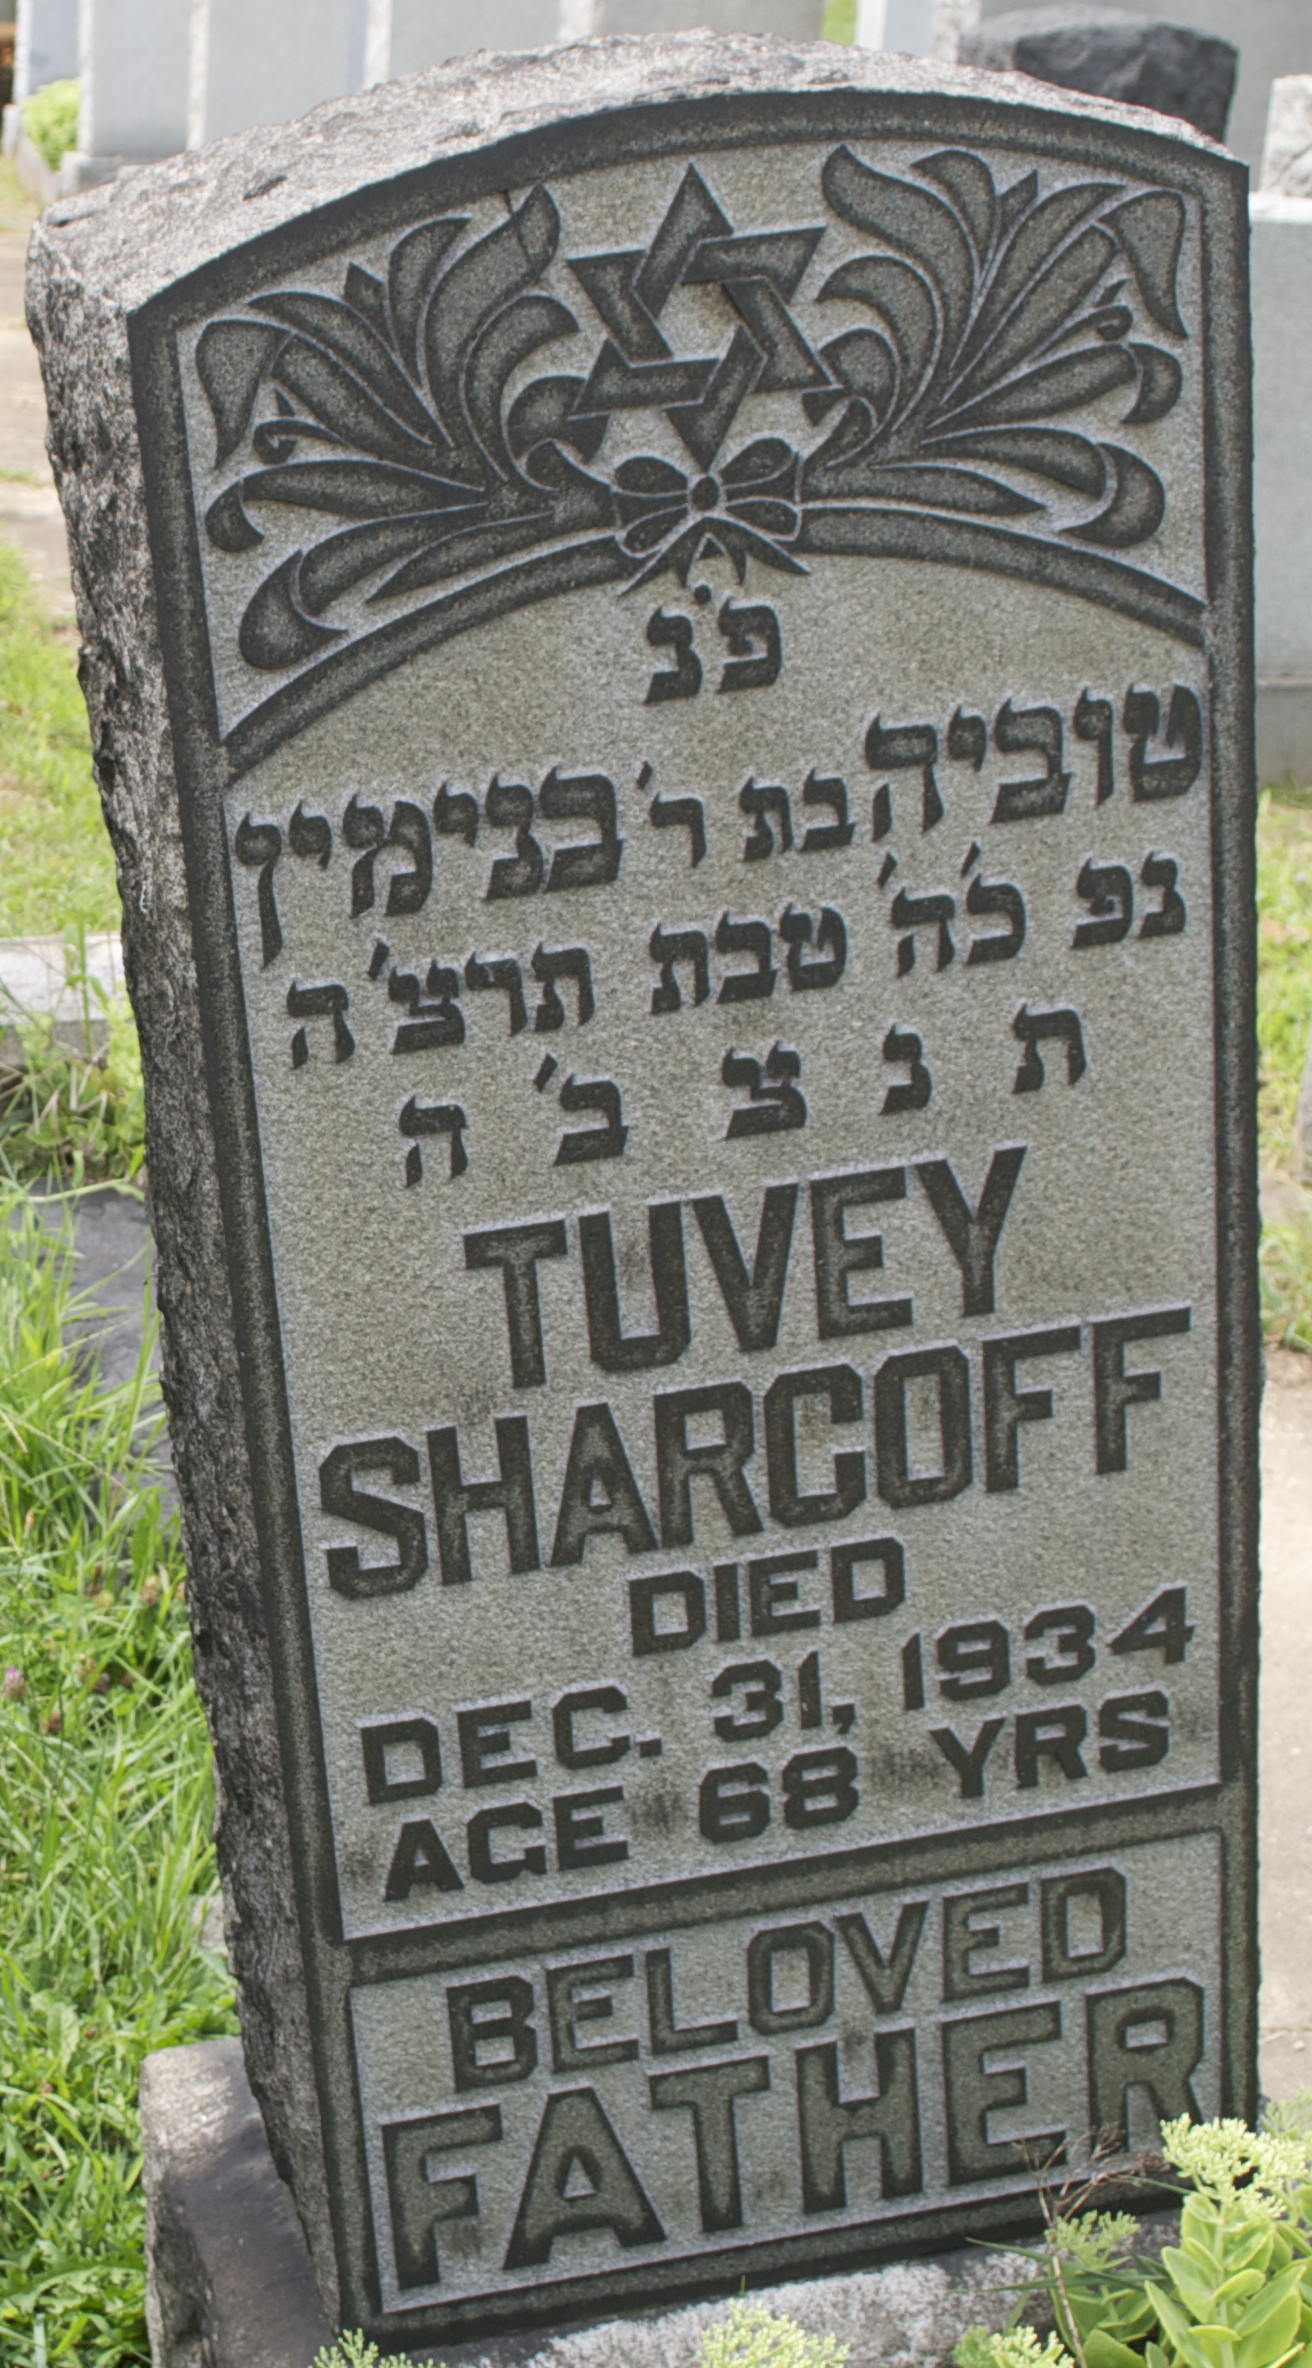 פ'נ
טוביה בת ר' בנימין
נפ כ'ה' טבת תרצ'ה
ת נ צ ב' ה
TUVEY
SHARCOFF
DIED
DEC. 31, 1934
AGE 68 YRS
BELOVED
FATHER